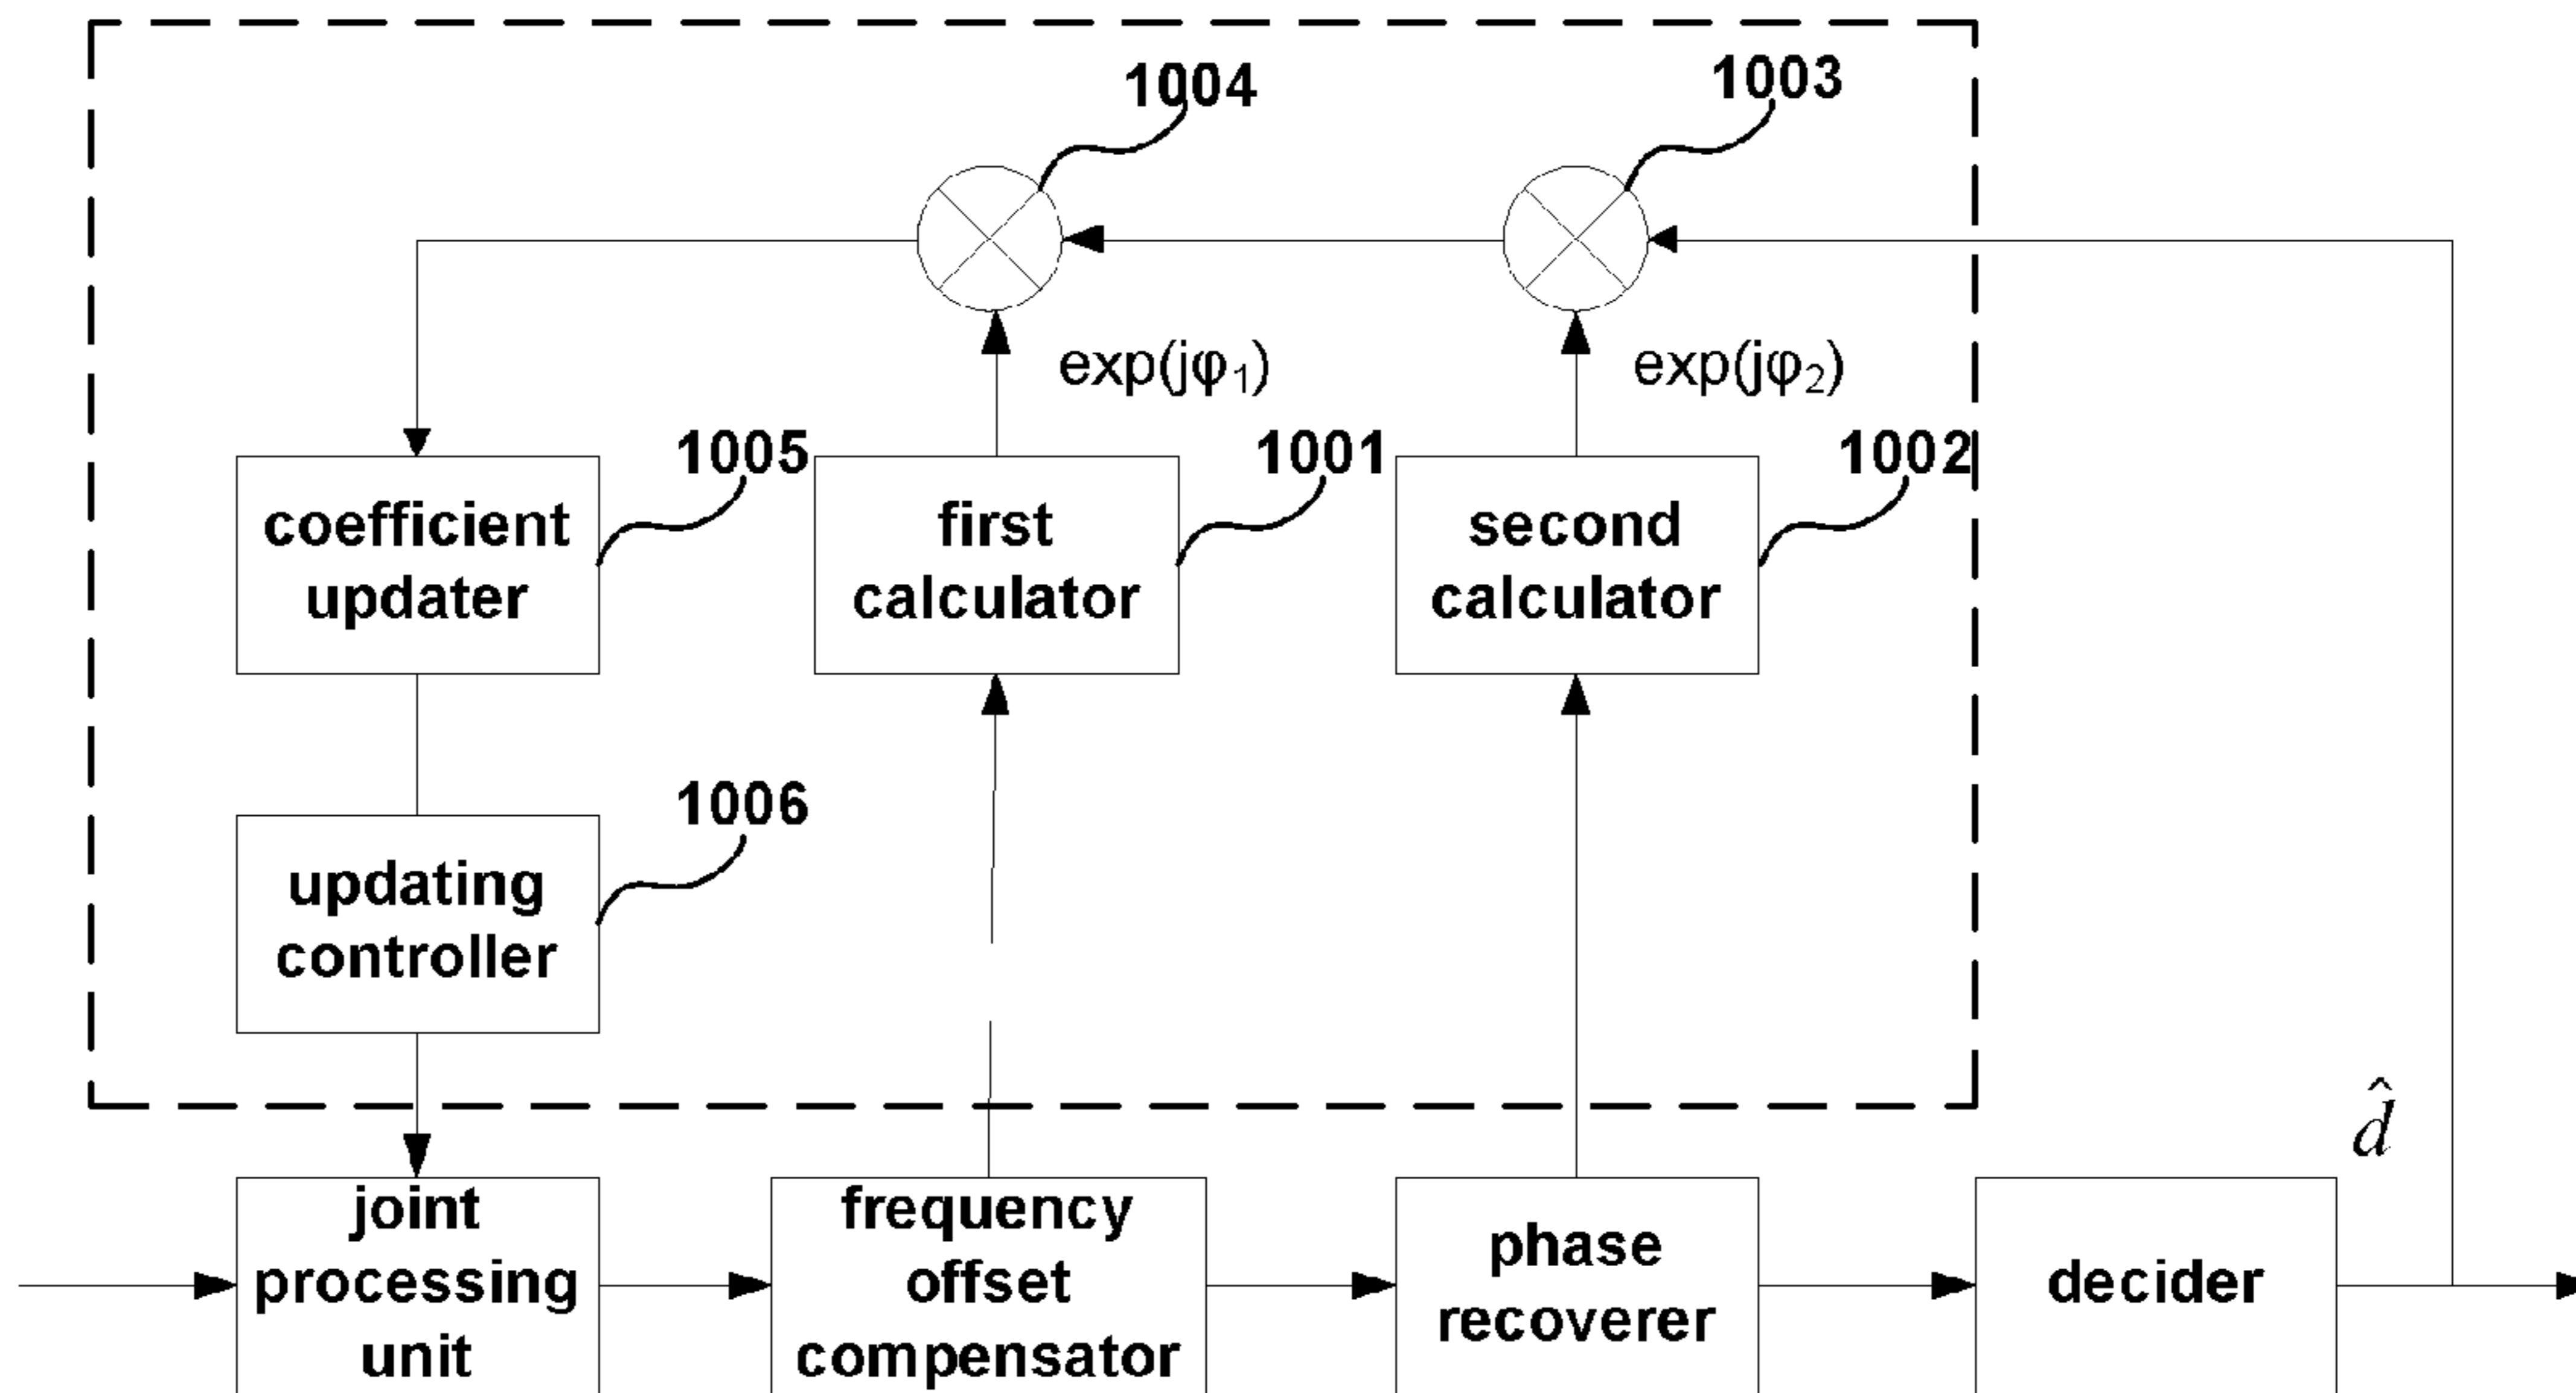 1004
1003
exp(jφ₁)
exp(jφ₂)
1005
1001
1002
coefficient
updater
first
calculator
second
calculator
1006
updating
controller
d̂
joint
processing
unit
frequency
offset
compensator
phase
recoverer
decider